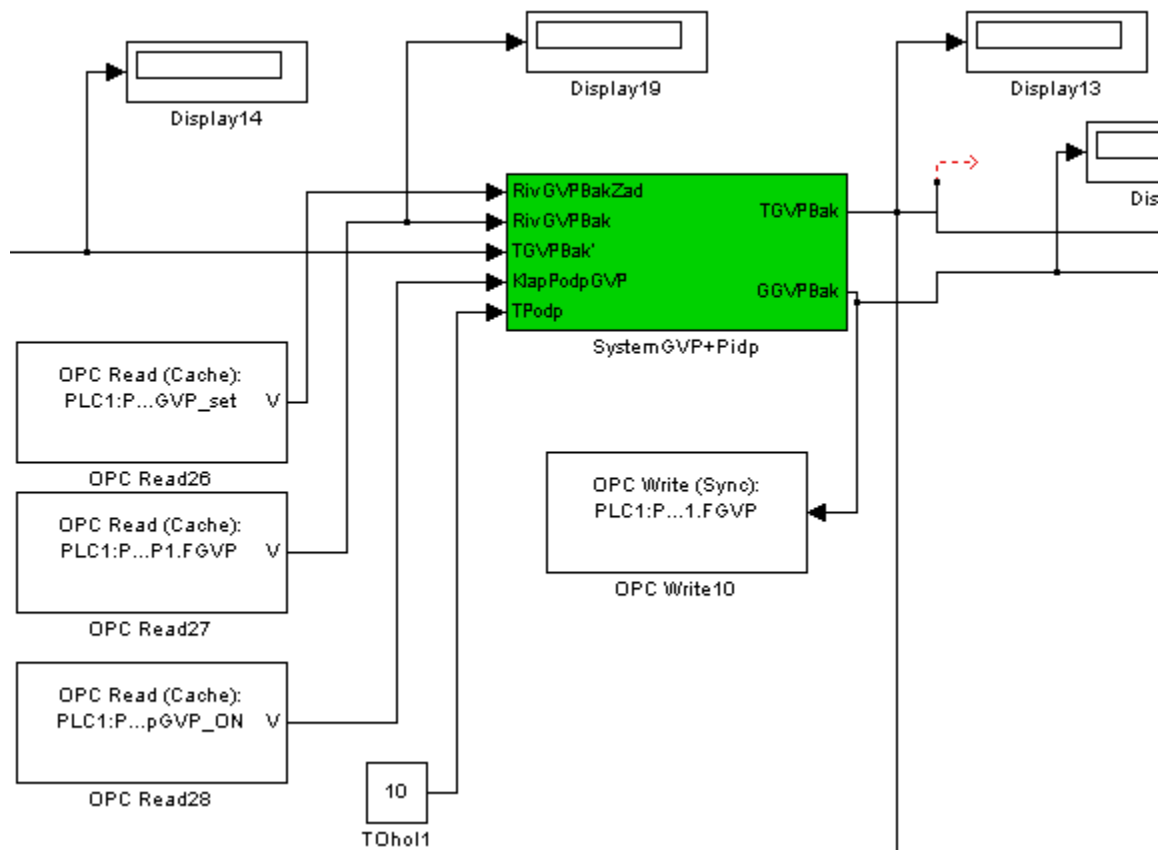 Display14
Display19
Display13
Dis
RivGVPBakZad
RivGVPBak
TGVPBak'
KlapPodpGVP
TPodp
TGVPBak
GGVPBak
SystemGVP+Pidp
OPC Read (Cache):
PLC1:P...GVP_set V
OPC Read26
OPC Read (Cache):
PLC1:P...P1.FGVP V
OPC Read27
OPC Read (Cache):
PLC1:P...pGVP_ON V
OPC Read28
OPC Write (Sync):
PLC1:P...1.FGVP
OPC Write10
10
TOhol1